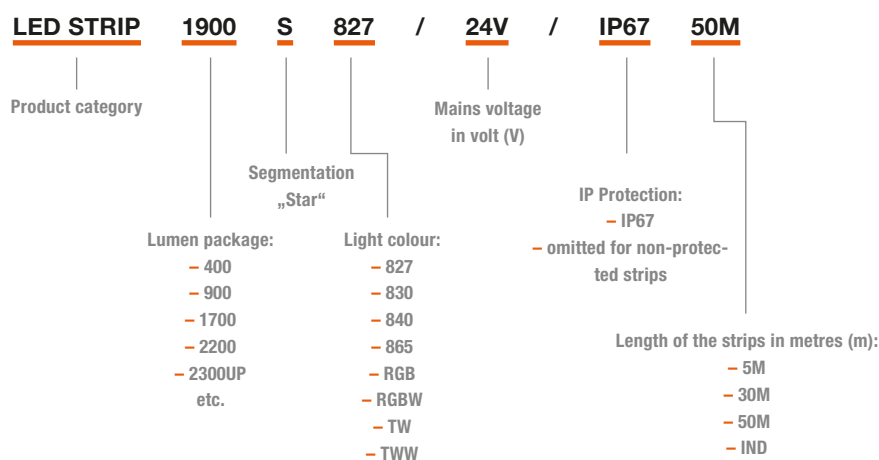 LED STRIP 1900 S 827 / 24V / IP67 50M
Product category
Mains voltage
in volt (V)
Segmentation
„Star“
IP Protection:
– IP67
– omitted for non-protec-
ted strips
Lumen package:
– 400
– 900
– 1700
– 2200
– 2300UP
etc.
Light colour:
– 827
– 830
– 840
– 865
– RGB
– RGBW
– TW
– TWW
Length of the strips in metres (m):
– 5M
– 30M
– 50M
– IND